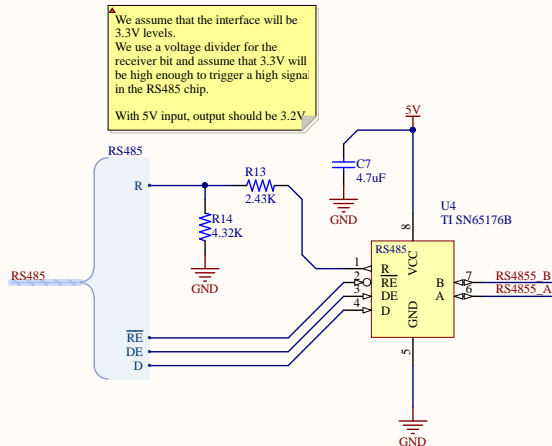 We assume that the interface will be
3.3V levels.
We use a voltage divider for the
receiver bit and assume that 3.3V will
be high enough to trigger a high signal
in the RS485 chip.
With 5V input, output should be 3.2V
RS485
R
R13
2.43K
R14
4.32K
GND
RS485
RE
DE
D
5V
C7
4.7uF
GND
U4
TI SN65176B
8
VCC
RS485
1
R
2
RE
3
DE
4
D
GND
5
B
7
RS4855_B
A
6
RS4855_A
GND